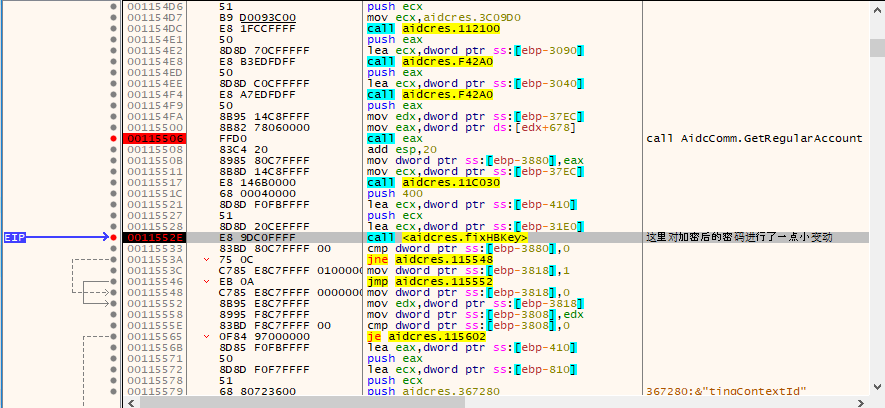 001154D6 51 push ecx
001154D7 B9 D0093C00 mov ecx,aidcres.3C09D0
001154DC E8 1FCCFFFF call aidcres.112100
001154E1 50 push eax
001154E2 8D8D 70CFFFFF lea ecx,dword ptr ss:[ebp-3090]
001154E8 E8 B3EDFDFF call aidcres.F42A0
001154ED 50 push eax
001154EE 8D8D C0CFFFFF lea ecx,dword ptr ss:[ebp-3040]
001154F4 E8 A7EDFDFF call aidcres.F42A0
001154F9 50 push eax
001154FA 8B95 14C8FFFF mov edx,dword ptr ss:[ebp-37EC]
00115500 8B82 78060000 mov eax,dword ptr ds:[edx+678]
00115506 FFD0 call eax call AidcComm.GetRegularAccount
00115508 83C4 20 add esp,20
0011550B 8985 80C7FFFF mov dword ptr ss:[ebp-3880],eax
00115511 8B8D 14C8FFFF mov ecx,dword ptr ss:[ebp-37EC]
00115517 E8 146B0000 call aidcres.11C030
0011551C 68 00040000 push 400
00115521 8D8D F0FBFFFF lea ecx,dword ptr ss:[ebp-410]
00115527 51 push ecx
00115528 8D8D 20CEFFFF lea ecx,dword ptr ss:[ebp-31E0]
EIP 0011552E E8 9DC0FFFF call <aidcres.fixHBKey> 这里对加密后的密码进行了一点小变动
00115533 83BD 80C7FFFF 00 cmp dword ptr ss:[ebp-3880],0
0011553A 75 0C jne aidcres.115548
0011553C C785 E8C7FFFF 0100000 mov dword ptr ss:[ebp-3818],1
00115546 EB 0A jmp aidcres.115552
00115548 C785 E8C7FFFF 0000000 mov dword ptr ss:[ebp-3818],0
00115552 8B95 E8C7FFFF mov edx,dword ptr ss:[ebp-3818]
00115558 8995 F8C7FFFF mov dword ptr ss:[ebp-3808],edx
0011555E 83BD F8C7FFFF 00 cmp dword ptr ss:[ebp-3808],0
00115565 0F84 97000000 je aidcres.115602
0011556B 8D85 F0FBFFFF lea eax,dword ptr ss:[ebp-410]
00115571 50 push eax
00115572 8D8D F0F7FFFF lea ecx,dword ptr ss:[ebp-810]
00115578 51 push ecx
00115579 68 80723600 push aidcres.367280 367280:&"tingContextId"